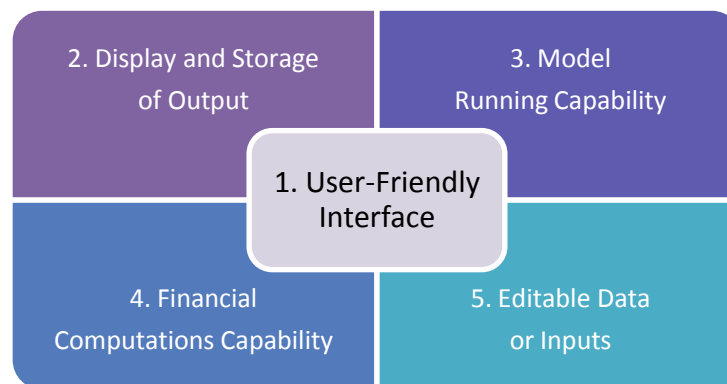 2. Display and Storage
of Output
3. Model
Running Capability
1. User-Friendly
Interface
4. Financial
Computations Capability
5. Editable Data
or Inputs